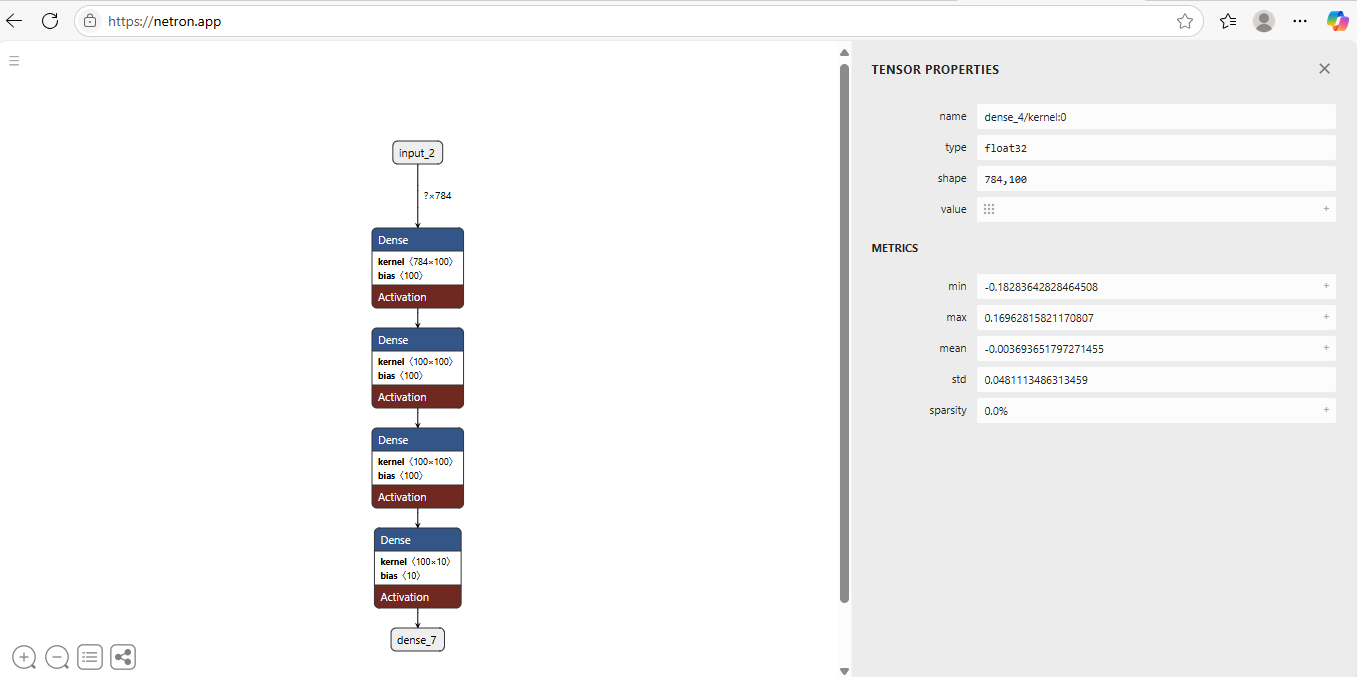 https://netron.app
input_2
?×784
Dense
kernel 〈784×100〉
bias 〈100〉
Activation
Dense
kernel 〈100×100〉
bias 〈100〉
Activation
Dense
kernel 〈100×100〉
bias 〈100〉
Activation
Dense
kernel 〈100×10〉
bias 〈10〉
Activation
dense_7
TENSOR PROPERTIES
name dense_4/kernel:0
type float32
shape 784,100
value +
METRICS
min -0.18283642828464508 +
max 0.16962815821170807 +
mean -0.003693651797271455 +
std 0.0481113486313459
sparsity 0.0% +